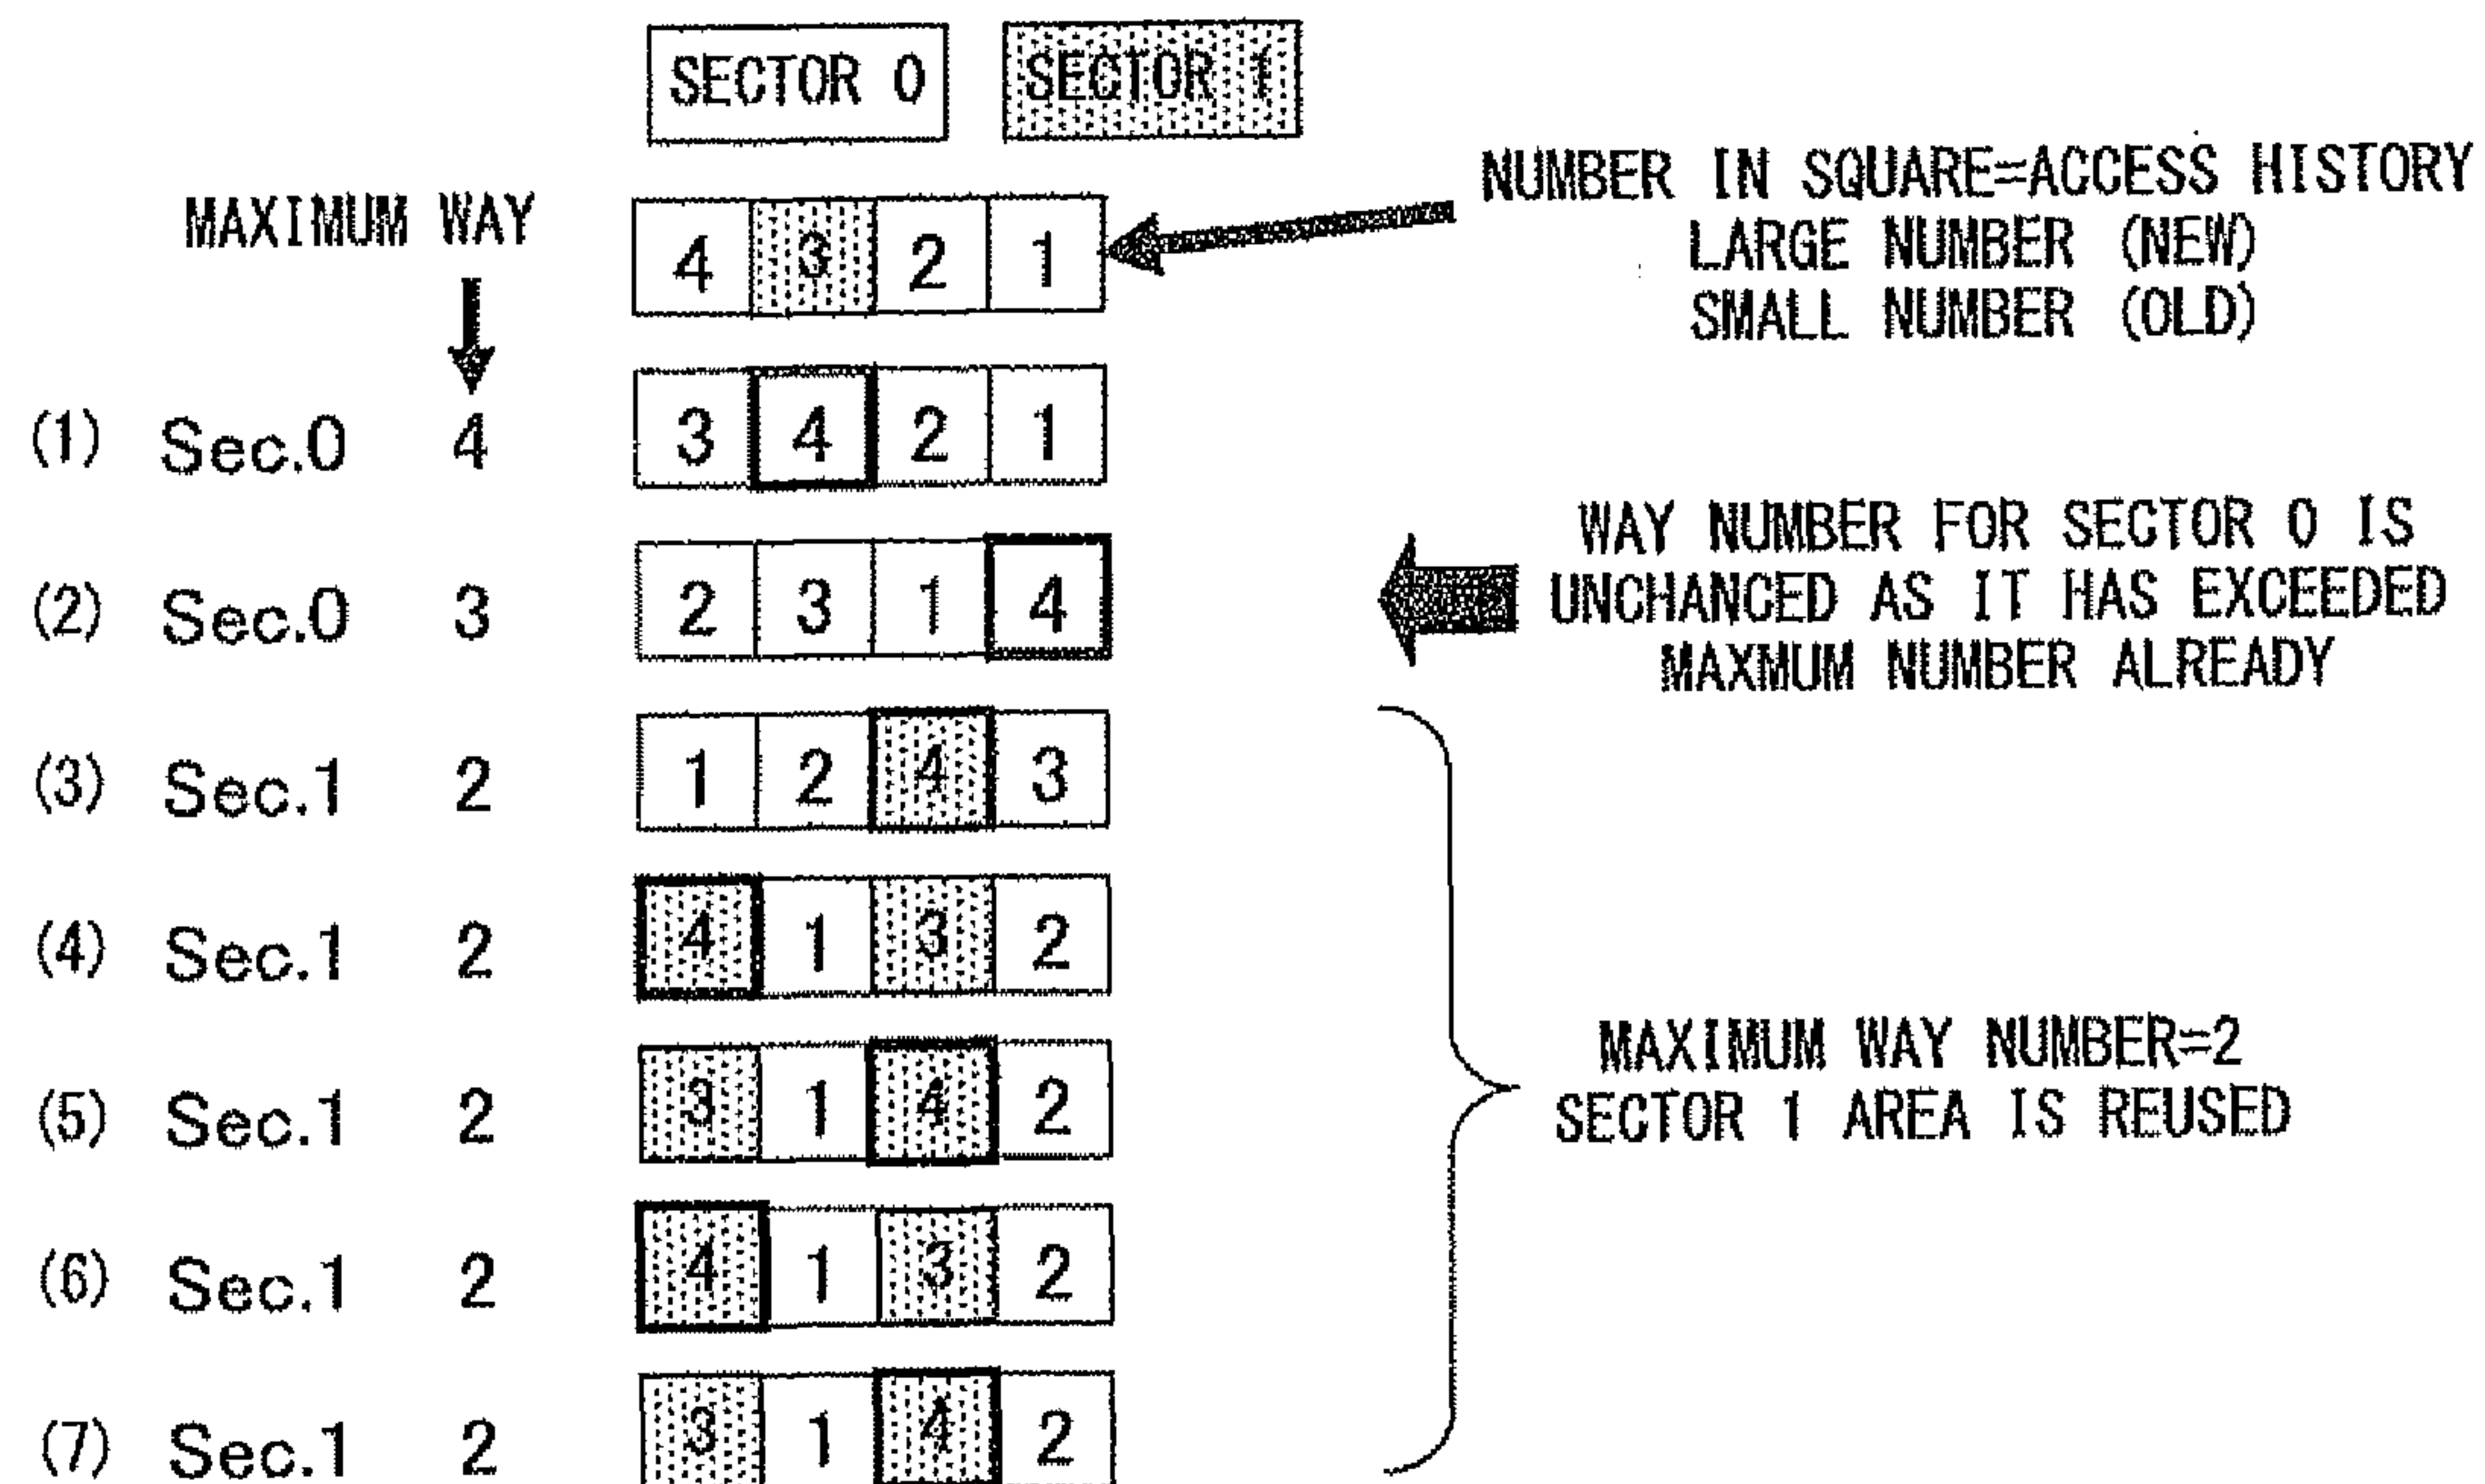 SECTOR 0 SECTOR 1
NUMBER IN SQUARE=ACCESS HISTORY
LARGE NUMBER (NEW)
SMALL NUMBER (OLD)
MAXIMUM WAY
4 3 2 1
(1) Sec.0 4 3 4 2 1
(2) Sec.0 3 2 3 1 4
WAY NUMBER FOR SECTOR 0 IS
UNCHANCED AS IT HAS EXCEEDED
MAXMUM NUMBER ALREADY
(3) Sec.1 2 1 2 4 3
(4) Sec.1 2 4 1 3 2
(5) Sec.1 2 3 1 4 2
MAXIMUM WAY NUMBER=2
SECTOR 1 AREA IS REUSED
(6) Sec.1 2 4 1 3 2
(7) Sec.1 2 3 1 4 2